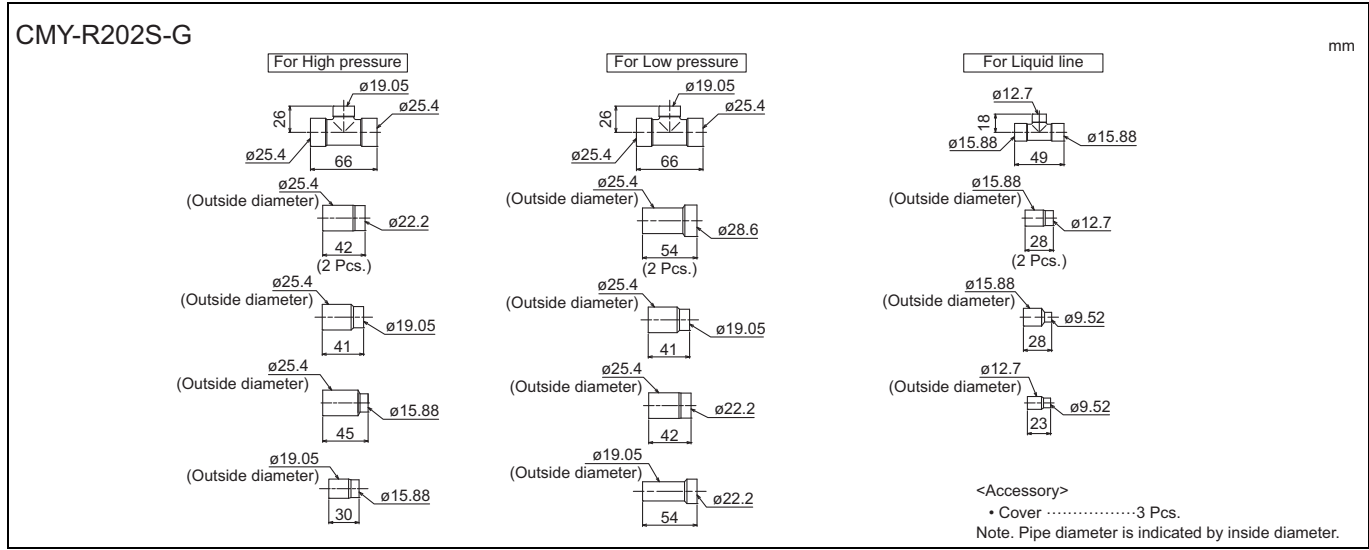 CMY-R202S-G
mm
For High pressure
ø19.05
26
ø25.4
ø25.4
66
ø25.4
(Outside diameter)
ø22.2
42
(2 Pcs.)
ø25.4
(Outside diameter)
ø19.05
41
ø25.4
(Outside diameter)
ø15.88
45
ø19.05
(Outside diameter)
ø15.88
30
For Low pressure
ø19.05
26
ø25.4
ø25.4
66
ø25.4
(Outside diameter)
ø28.6
54
(2 Pcs.)
ø25.4
(Outside diameter)
ø19.05
41
ø25.4
(Outside diameter)
ø22.2
42
ø19.05
(Outside diameter)
ø22.2
54
For Liquid line
ø12.7
18
ø15.88
ø15.88
49
ø15.88
(Outside diameter)
ø12.7
28
(2 Pcs.)
ø15.88
(Outside diameter)
ø9.52
28
ø12.7
(Outside diameter)
ø9.52
23
<Accessory>
• Cover ·················3 Pcs.
Note. Pipe diameter is indicated by inside diameter.